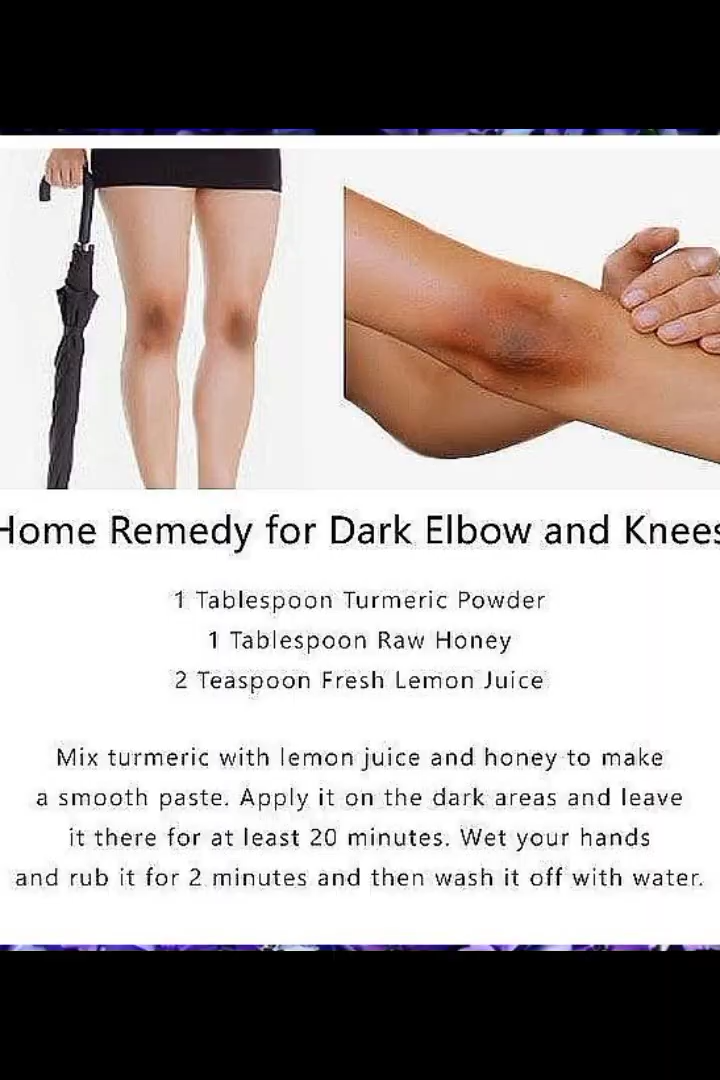 Home Remedy for Dark Elbow and Knees
1 Tablespoon Turmeric Powder
1 Tablespoon Raw Honey
2 Teaspoon Fresh Lemon Juice
Mix turmeric with lemon juice and honey to make
a smooth paste. Apply it on the dark areas and leave
it there for at least 20 minutes. Wet your hands
and rub it for 2 minutes and then wash it off with water.